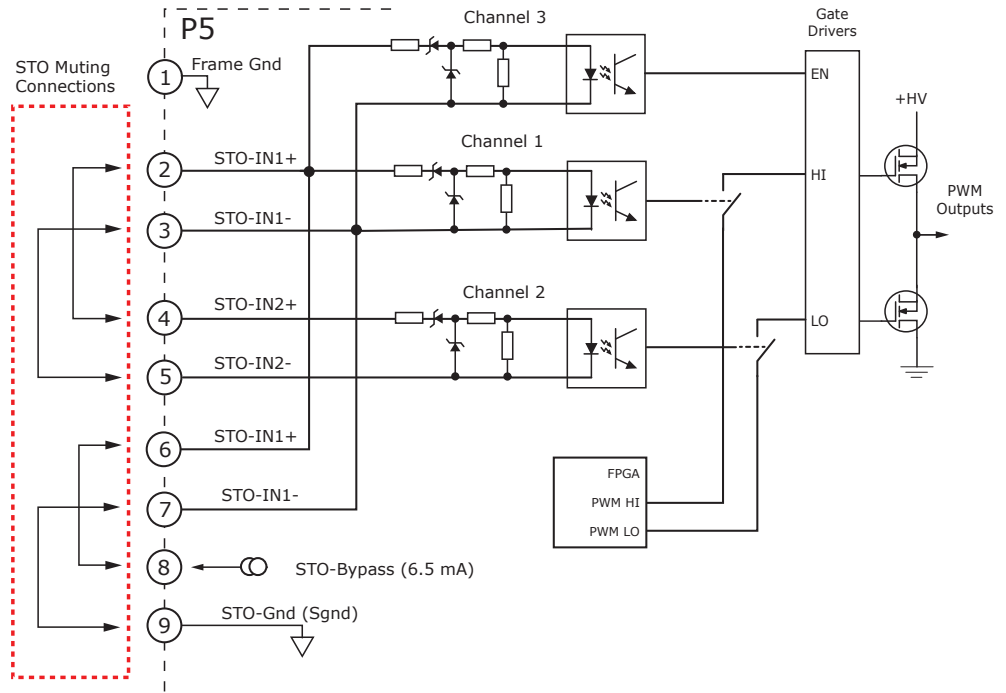 P5
Channel 3
Gate
Drivers
STO Muting
Connections
1
Frame Gnd
EN
+HV
Channel 1
2
STO-IN1+
HI
3
STO-IN1-
PWM
Outputs
Channel 2
4
STO-IN2+
LO
5
STO-IN2-
6
STO-IN1+
FPGA
7
STO-IN1-
PWM HI
PWM LO
8
STO-Bypass (6.5 mA)
9
STO-Gnd (Sgnd)